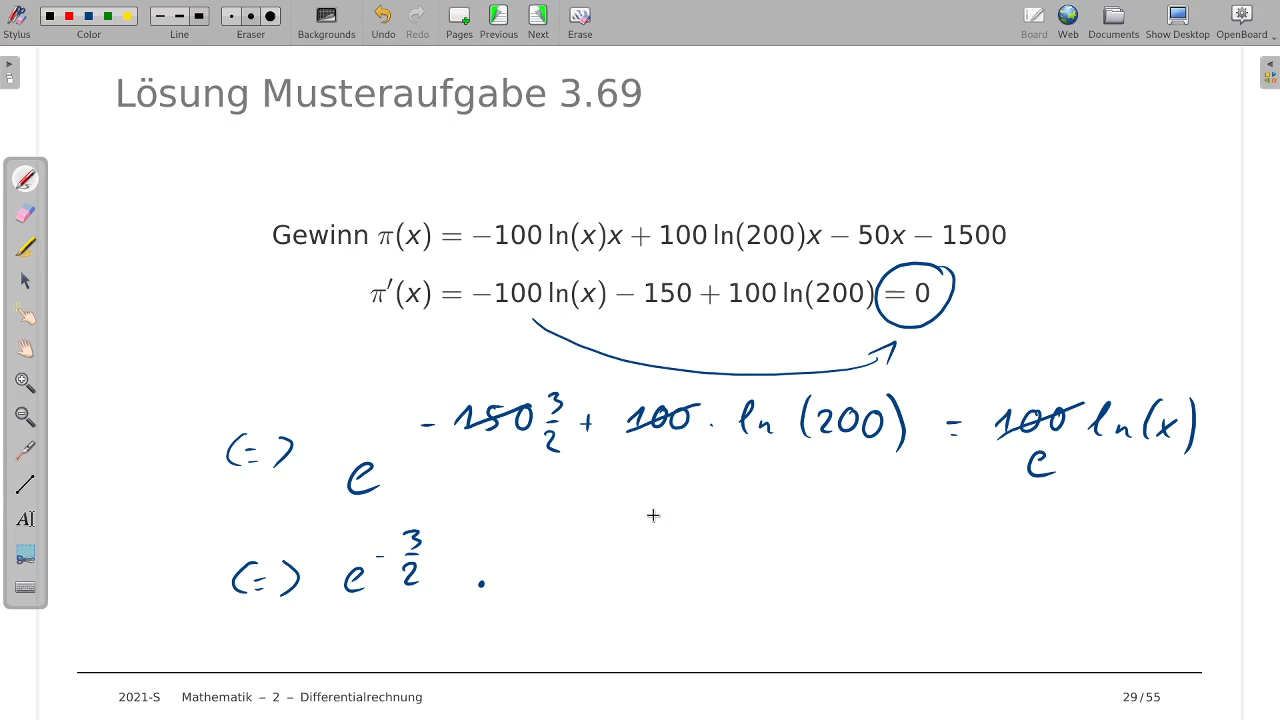 Stylus Color Line Eraser Backgrounds Undo Redo Pages Previous Next Erase Board Web Documents Show Desktop OpenBoard
Lösung Musteraufgabe 3.69
Gewinn π(x) = −100 ln(x)x + 100 ln(200)x − 50x − 1500
π′(x) = −100 ln(x) − 150 + 100 ln(200) = 0
(=) e - 150 3/2 + 100 · ln (200) = 100 ln(x)
e
(=) e - 3/2 ·
2021-S Mathematik – 2 – Differentialrechnung 29/55